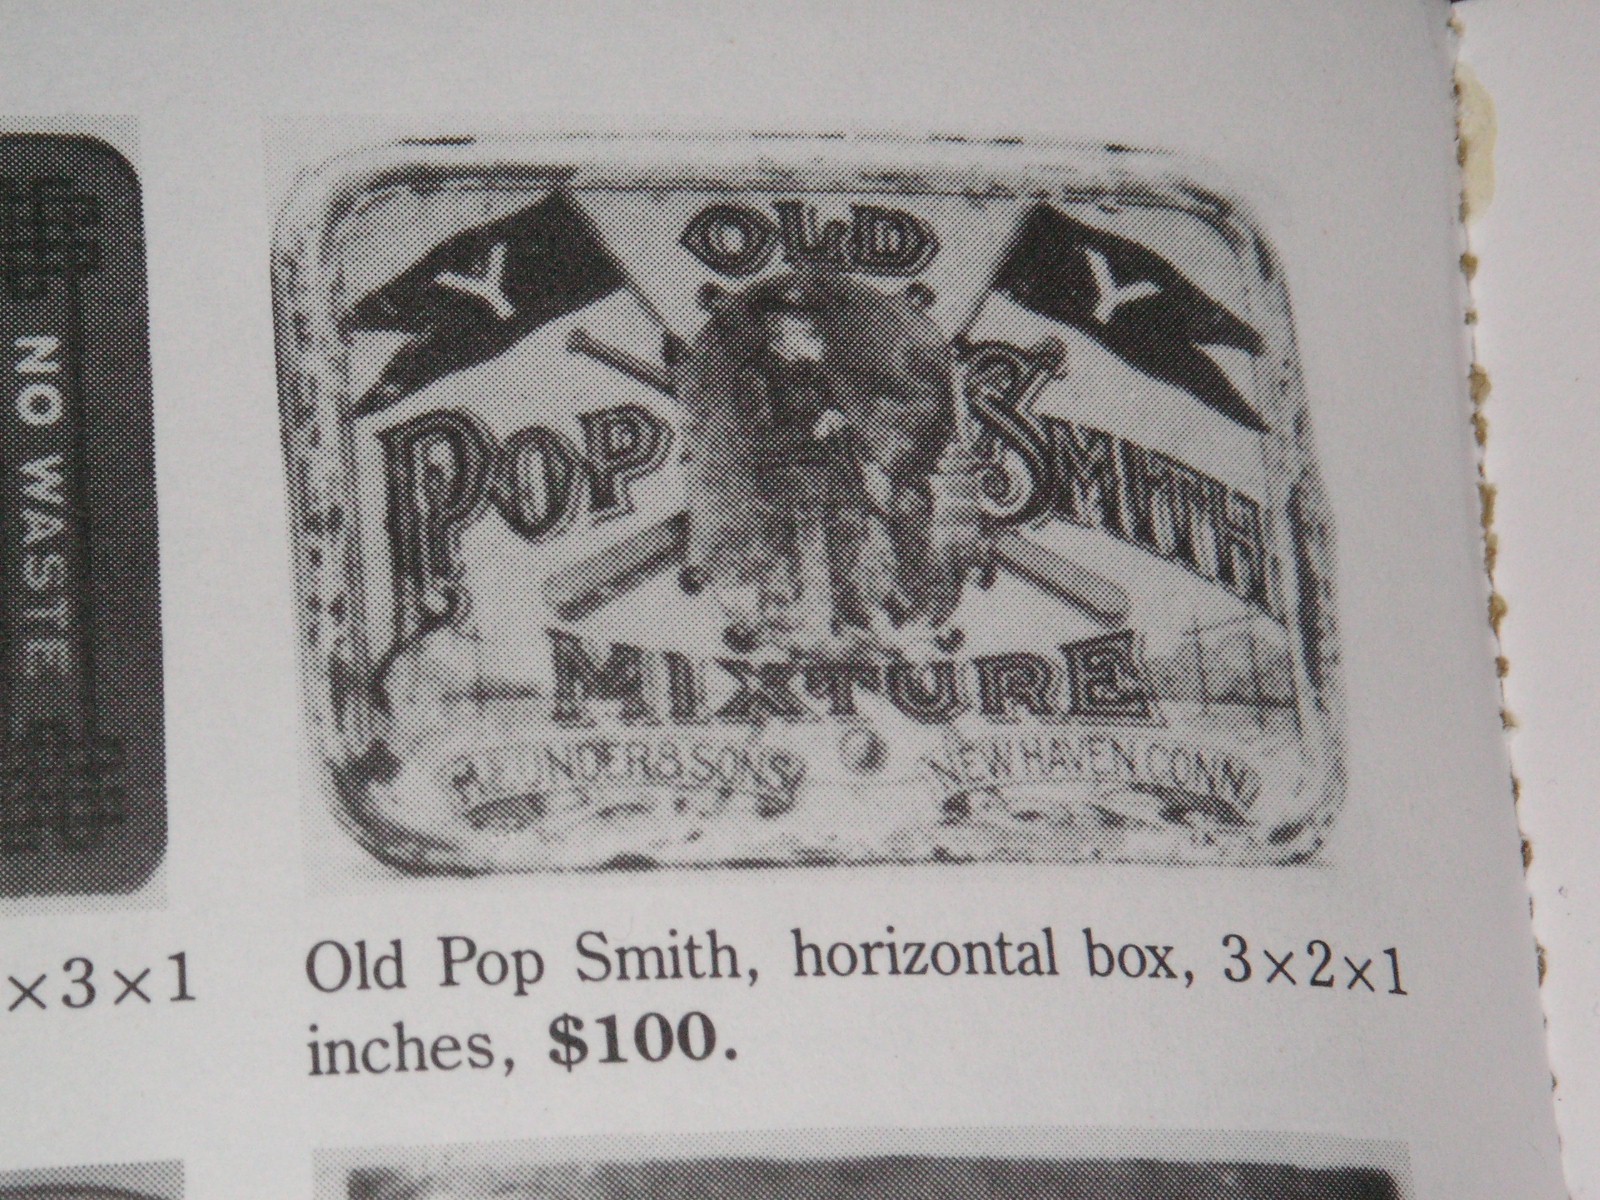 OLD
Y Y
POP SMITH
MIXTURE
& SONS NEW HAVEN, CONN.
NO WASTE
×3×1
Old Pop Smith, horizontal box, 3×2×1
inches, $100.